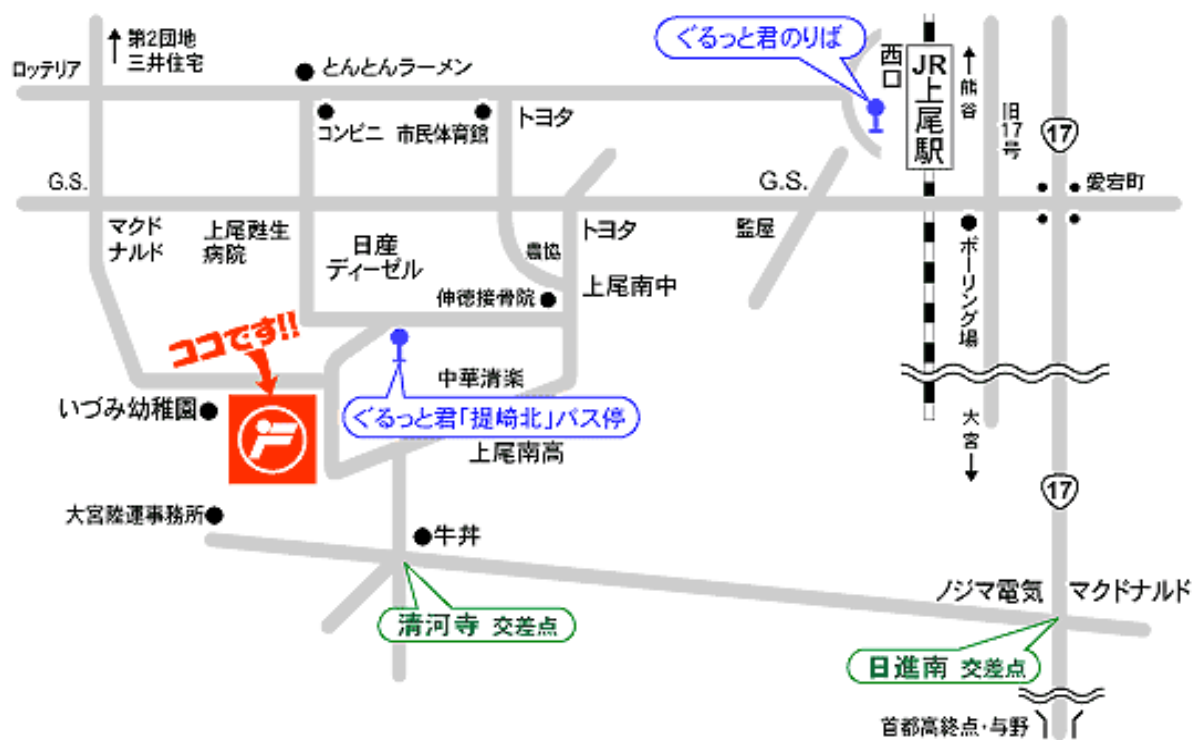 ぐるっと君のりば
第2団地
三井住宅
ロッテリア
とんとんラーメン
西口
JR上尾駅
熊谷
旧17号
17
コンビニ
市民体育館
トヨタ
G.S.
G.S.
愛宕町
マクド
ナルド
上尾甦生
病院
日産
ディーゼル
農協
トヨタ
監屋
ボーリング場
上尾南中
伸徳接骨院
ココです!!
中華清楽
いづみ幼稚園
ぐるっと君「提崎北」バス停
大宮
上尾南高
17
大宮陸運事務所
牛丼
ノジマ電気
マクドナルド
清河寺 交差点
日進南 交差点
首都高終点・与野